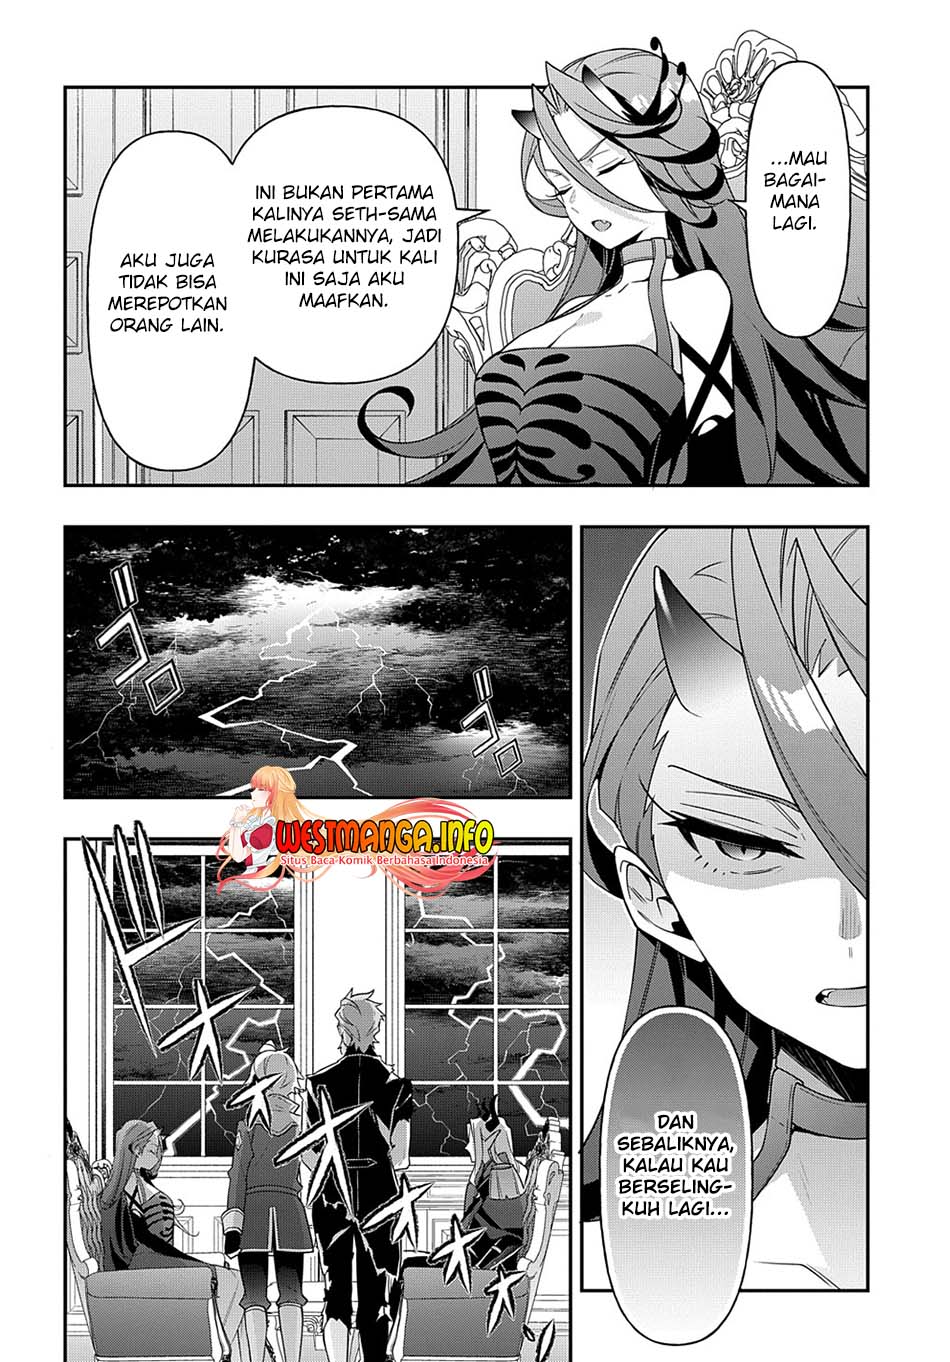 ...MAU
BAGAI-
MANA
LAGI.
INI BUKAN PERTAMA
KALINYA SETH-SAMA
MELAKUKANNYA, JADI
KURASA UNTUK KALI
INI SAJA AKU
MAAFKAN.
AKU JUGA
TIDAK BISA
MEREPOTKAN
ORANG LAIN.
DAN
SEBALIKNYA,
KALAU KAU
BERSELING-
KUH LAGI...
WESTMANGA.INFO
Situs Baca Komik Berbahasa Indonesia